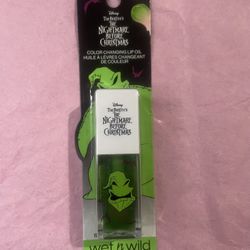 Disney
Tim Burton's
THE
NIGHTMARE
BEFORE
CHRISTMAS
COLOR CHANGING LIP OIL
HUILE À LÈVRES CHANGEANT
DE COULEUR
Disney
Tim Burton's
THE
NIGHTMARE
BEFORE
CHRISTMAS
wet n wild